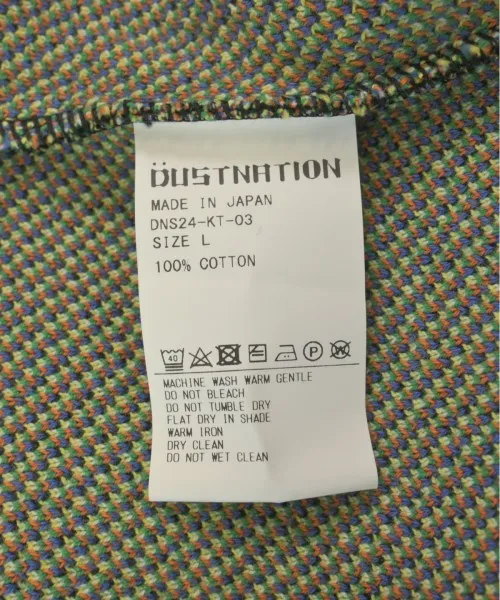 DUSTNATION
MADE IN JAPAN
DNS24-KT-03
SIZE L
100% COTTON
40
P
W
MACHINE WASH WARM GENTLE
DO NOT BLEACH
DO NOT TUMBLE DRY
FLAT DRY IN SHADE
WARM IRON
DRY CLEAN
DO NOT WET CLEAN